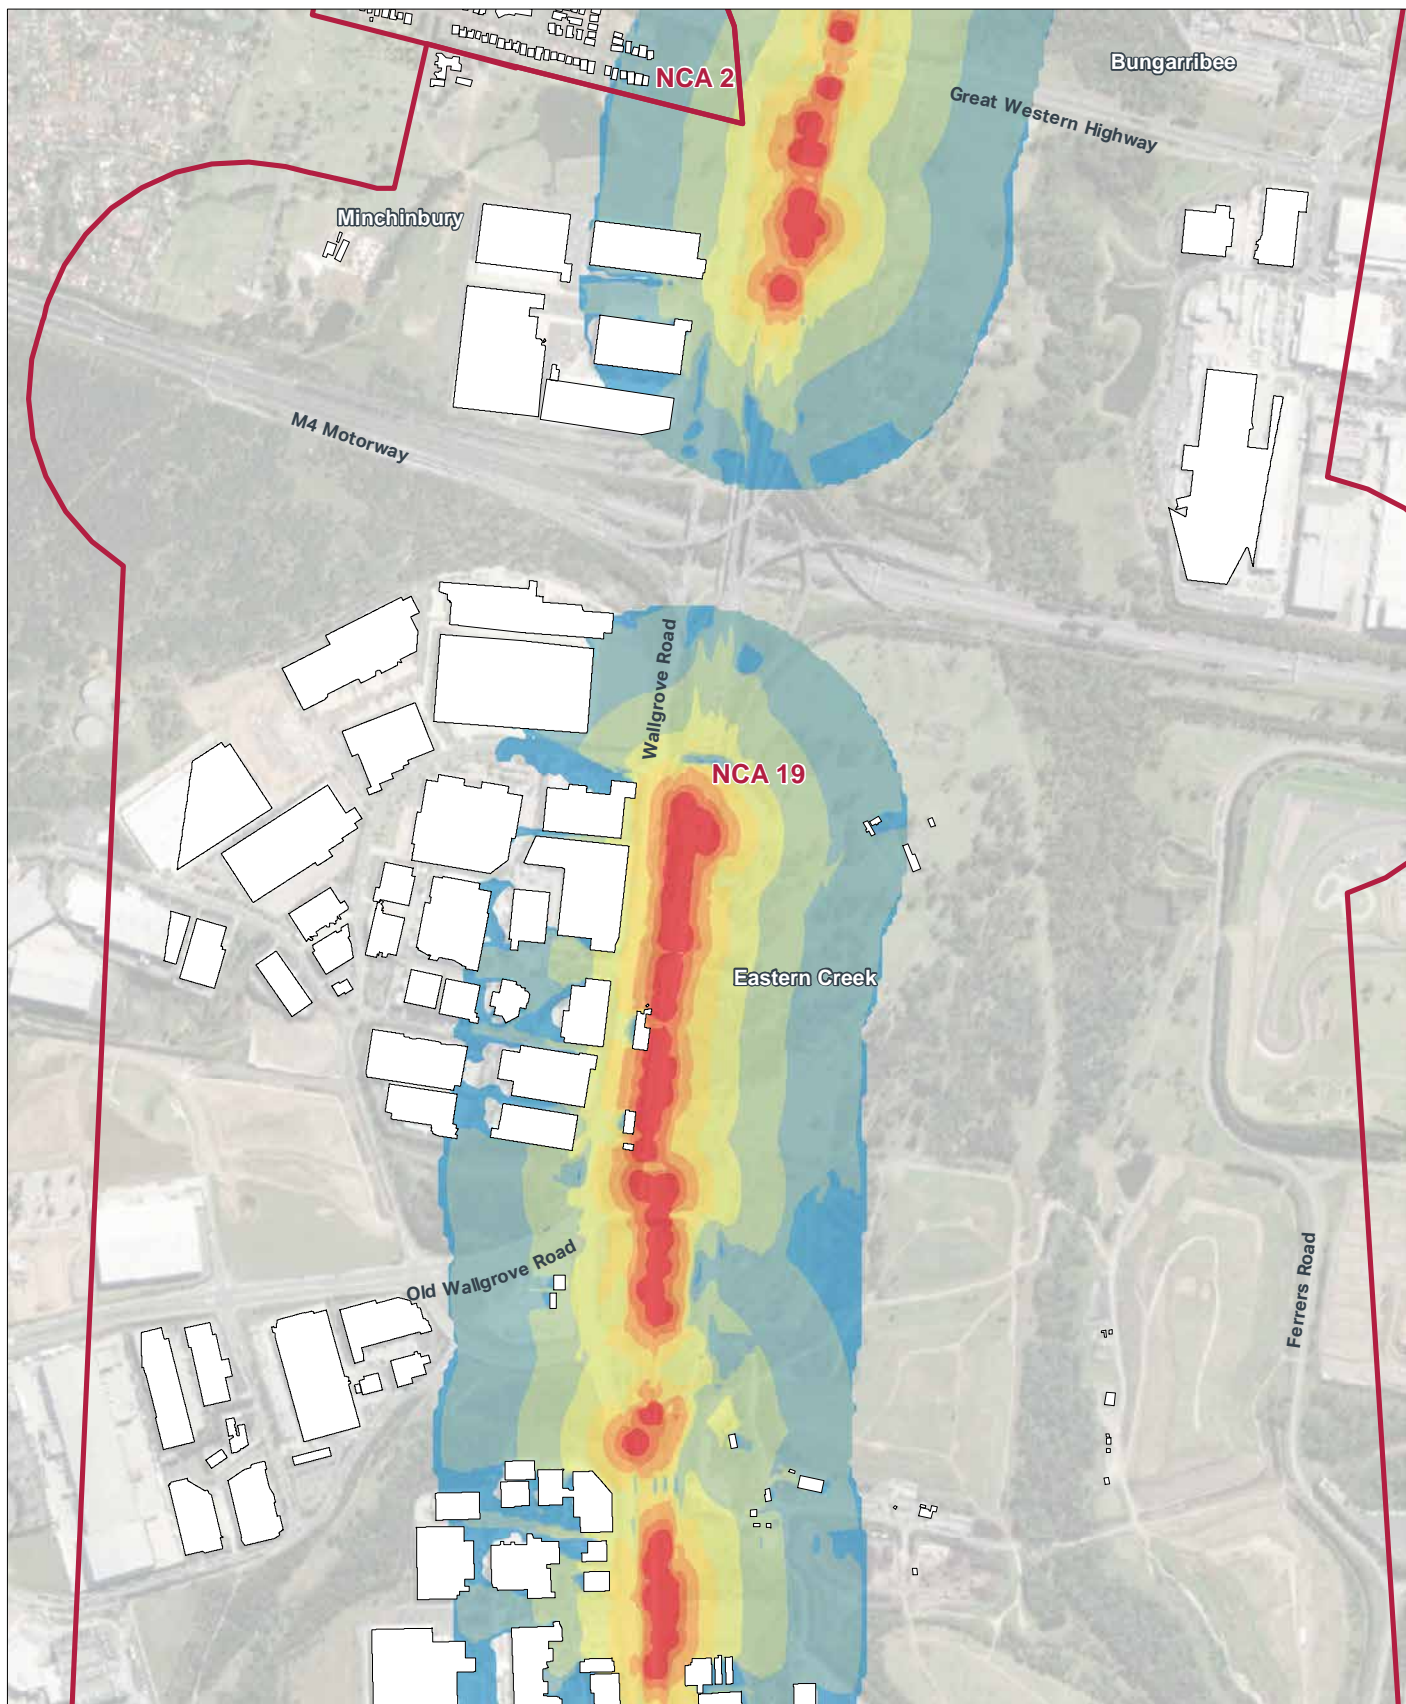 Bungarribee
NCA 2
Great Western Highway
Minchinbury
M4 Motorway
Wallgrove Road
NCA 19
Eastern Creek
Old Wallgrove Road
Ferrers Road